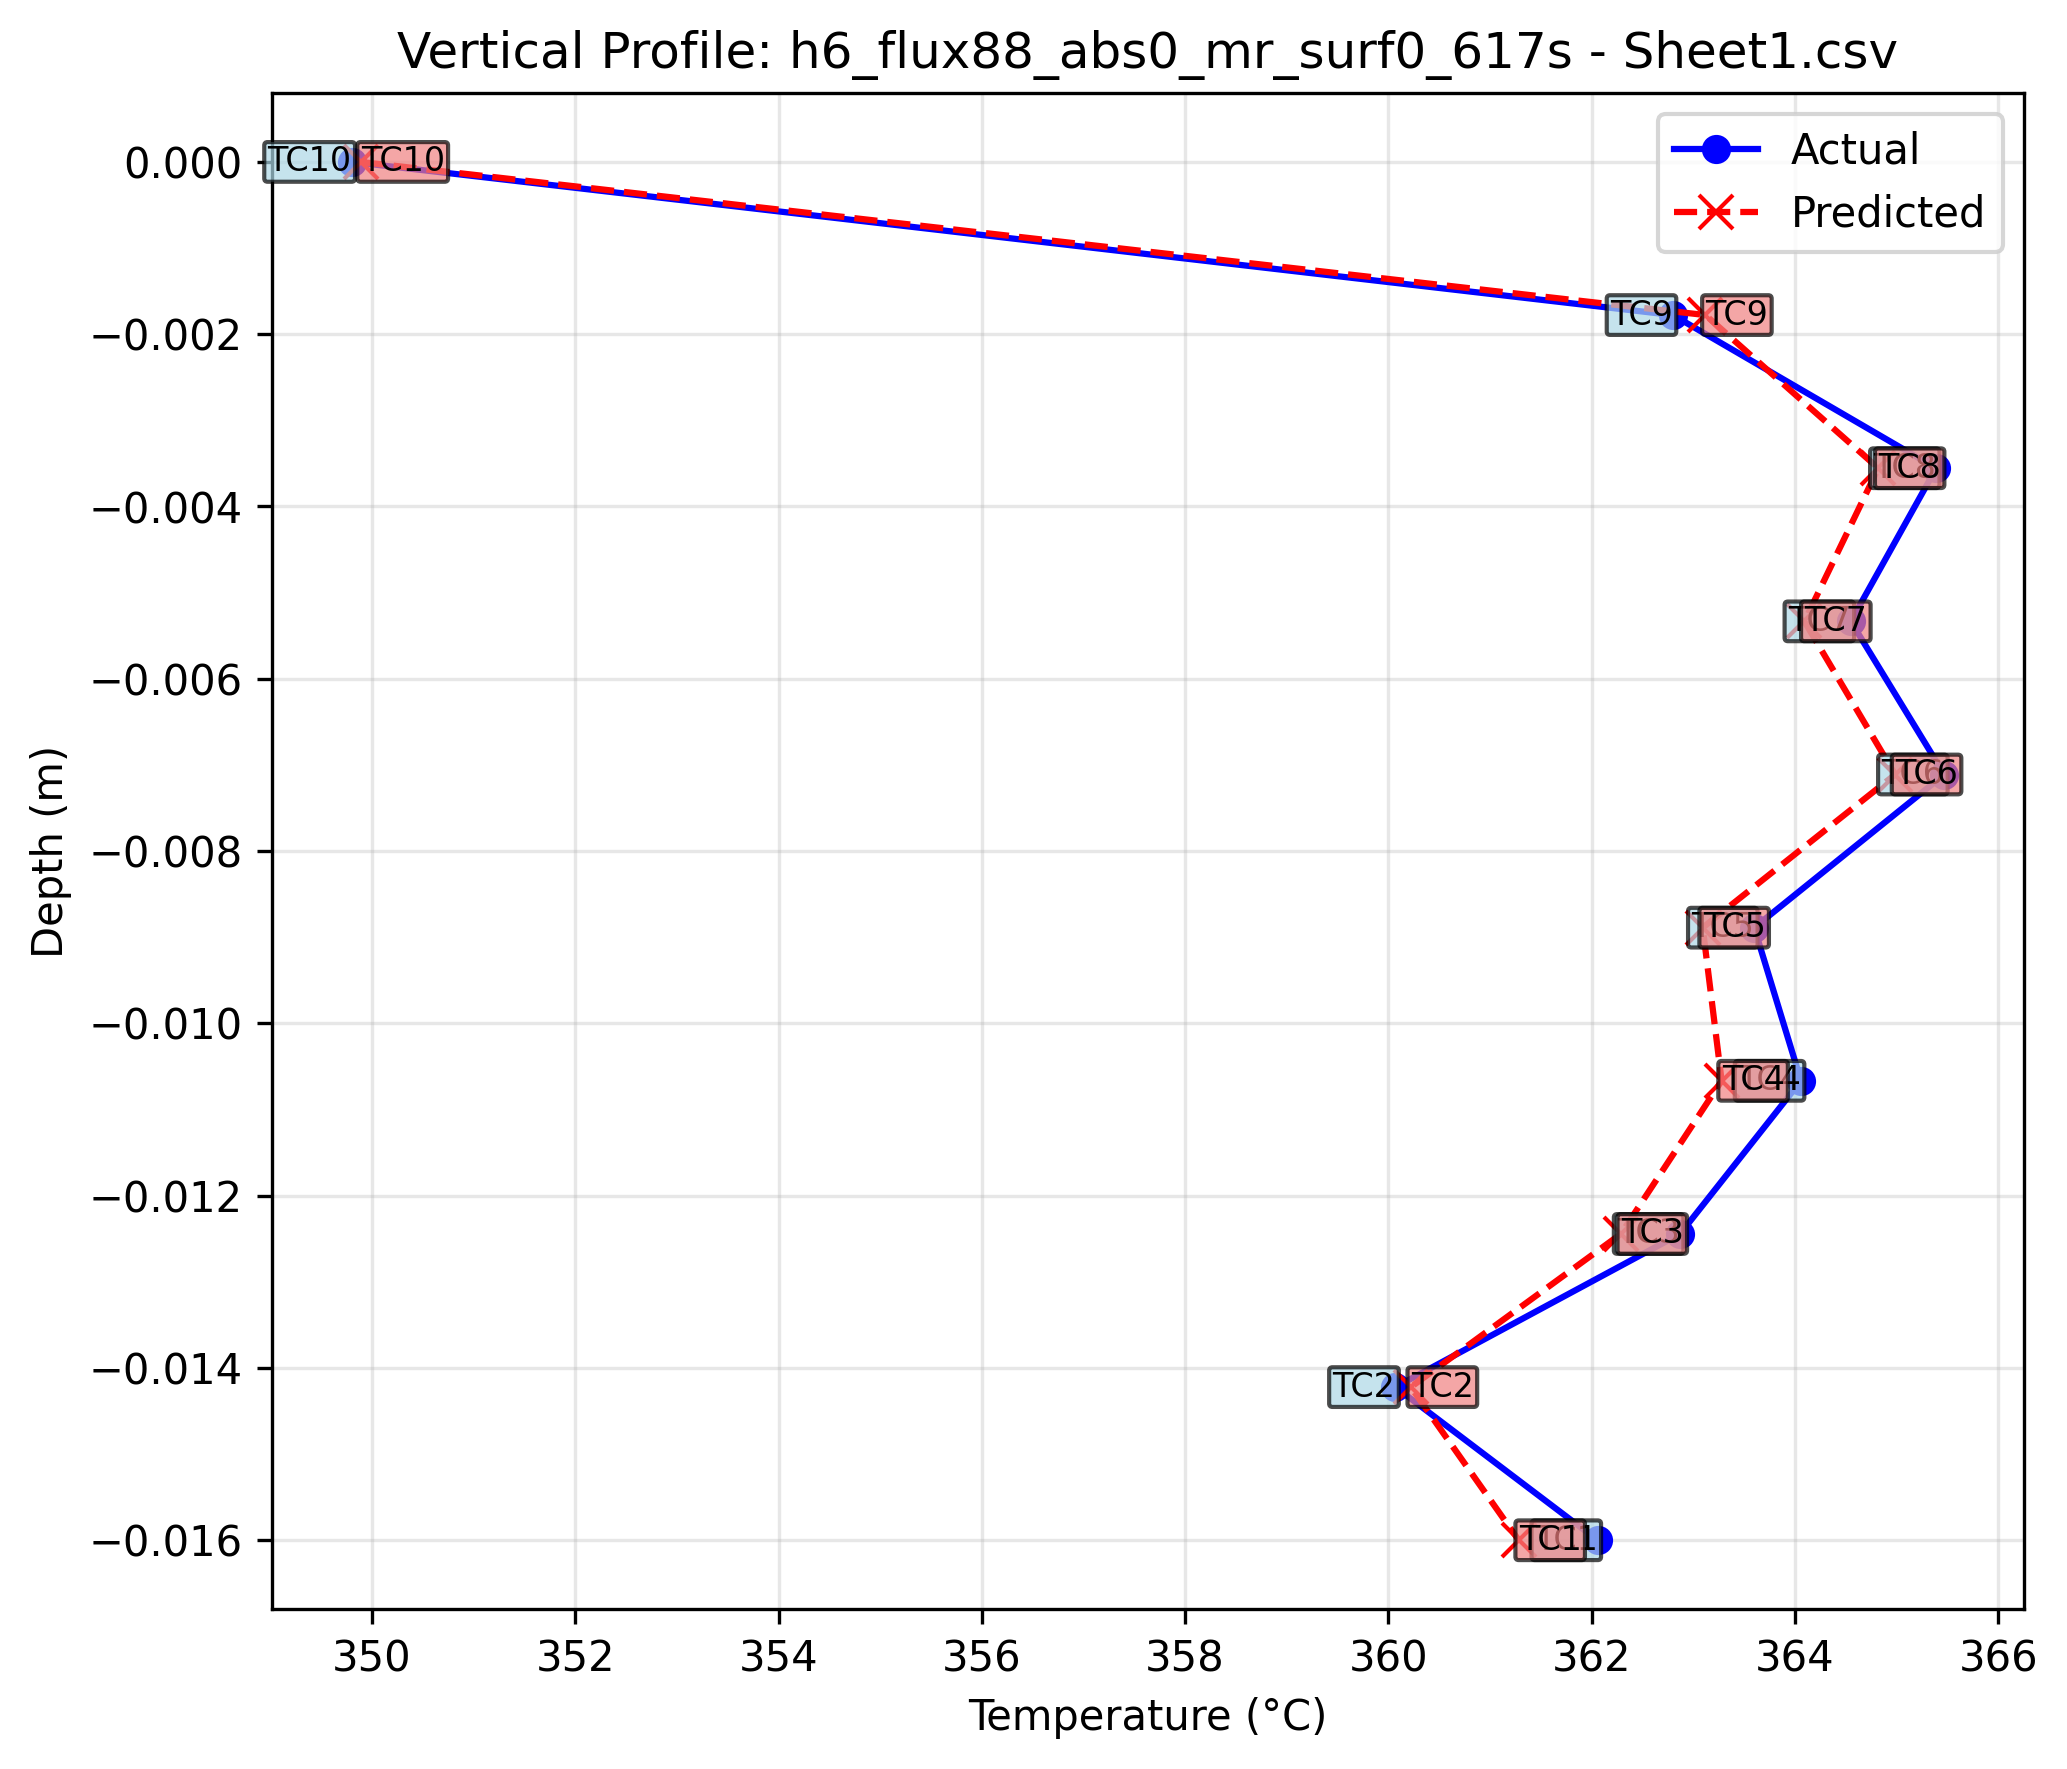 Vertical Profile: h6_flux88_abs0_mr_surf0_617s - Sheet1.csv
Actual
Predicted
0.000
−0.002
−0.004
−0.006
−0.008
−0.010
−0.012
−0.014
−0.016
Depth (m)
TC10 TC10
TC9 TC9
TC8
TC7
TC6
TC5
TC4
TC3
TC2 TC2
TC1
350 352 354 356 358 360 362 364 366
Temperature (°C)